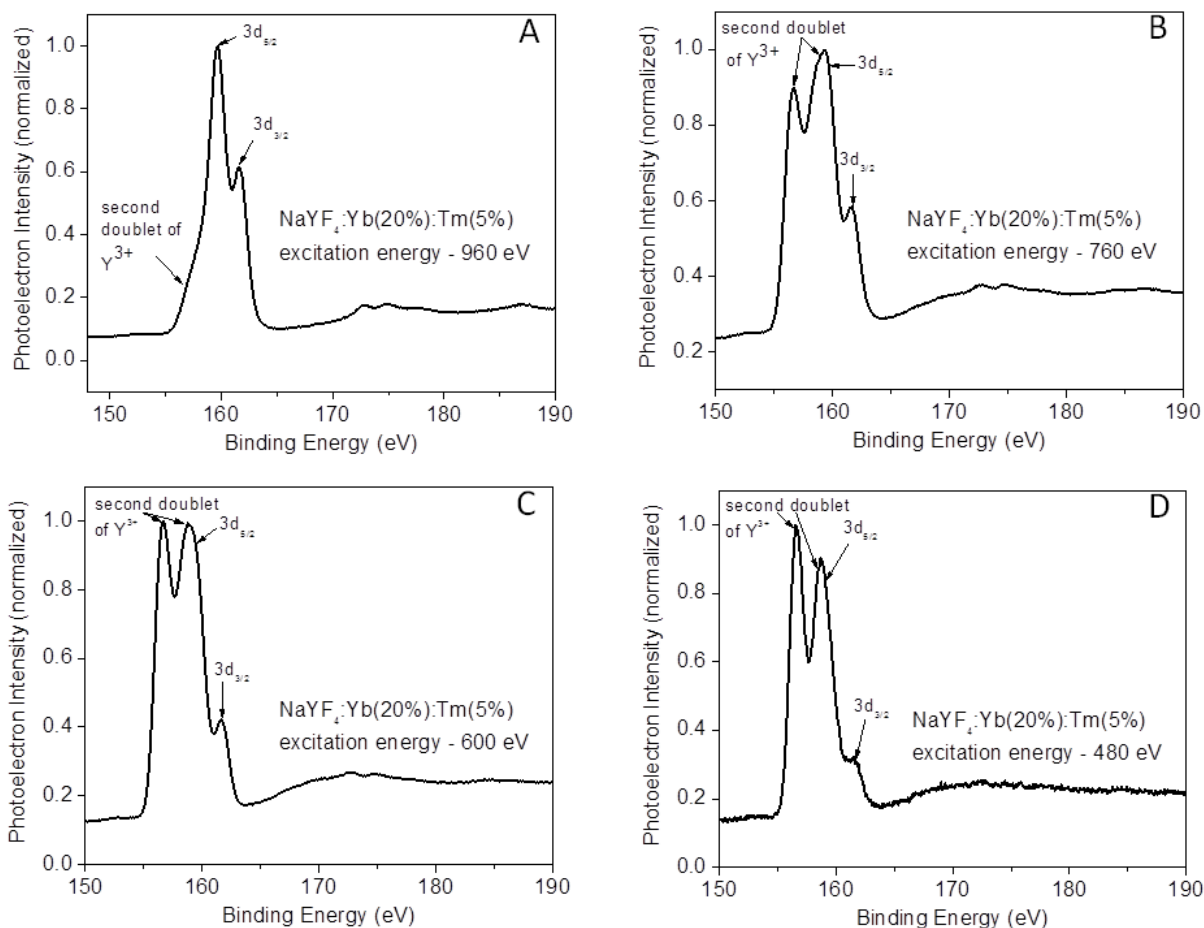 A
3d5/2
3d3/2
second
doublet of
Y3+
NaYF4:Yb(20%):Tm(5%)
excitation energy - 960 eV
Photoelectron Intensity (normalized)
1.0
0.8
0.6
0.4
0.2
0.0
150 160 170 180 190
Binding Energy (eV)
B
second doublet
of Y3+
3d5/2
3d3/2
NaYF4:Yb(20%):Tm(5%)
excitation energy - 760 eV
Photoelectron Intensity (normalized)
1.0
0.8
0.6
0.4
0.2
150 160 170 180 190
Binding Energy (eV)
C
second doublet
of Y3+
3d5/2
3d3/2
NaYF4:Yb(20%):Tm(5%)
excitation energy - 600 eV
Photoelectron Intensity (normalized)
1.0
0.8
0.6
0.4
0.2
0.0
150 160 170 180 190
Binding Energy (eV)
D
second doublet
of Y3+
3d5/2
3d3/2
NaYF4:Yb(20%):Tm(5%)
excitation energy - 480 eV
Photoelectron Intensity (normalized)
1.0
0.8
0.6
0.4
0.2
0.0
150 160 170 180 190
Binding Energy (eV)